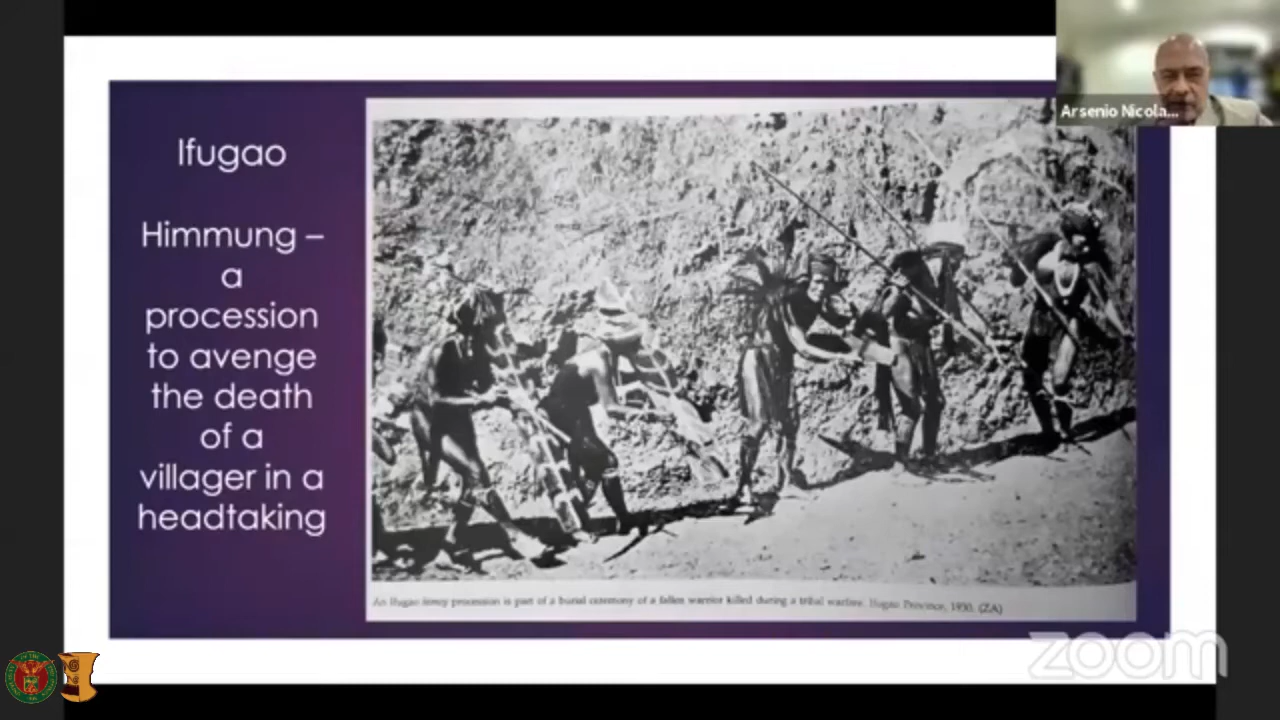 Arsenio Nicola...
Ifugao
Himmung –
a
procession
to avenge
the death
of a
villager in a
headtaking
An Ifugao procession is part of a burial ceremony of a fallen warrior killed during a tribal warfare. Ifugao Province, 1930. (ZA)
zoom